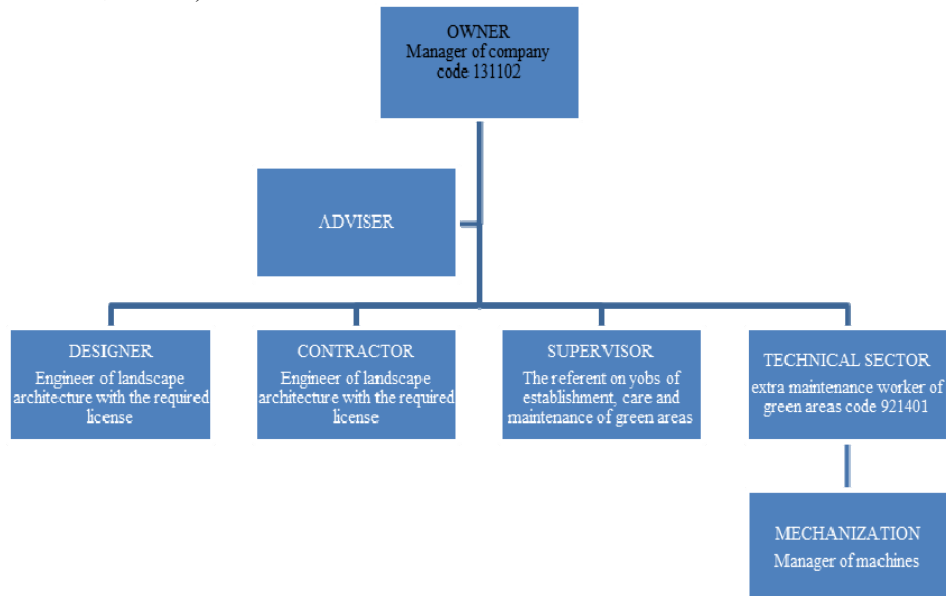 OWNER
Manager of company
code 131102
ADVISER
DESIGNER
Engineer of landscape
architecture with the required
license
CONTRACTOR
Engineer of landscape
architecture with the required
license
SUPERVISOR
The referent on yobs of
establishment, care and
maintenance of green areas
TECHNICAL SECTOR
extra maintenance worker of
green areas code 921401
MECHANIZATION
Manager of machines